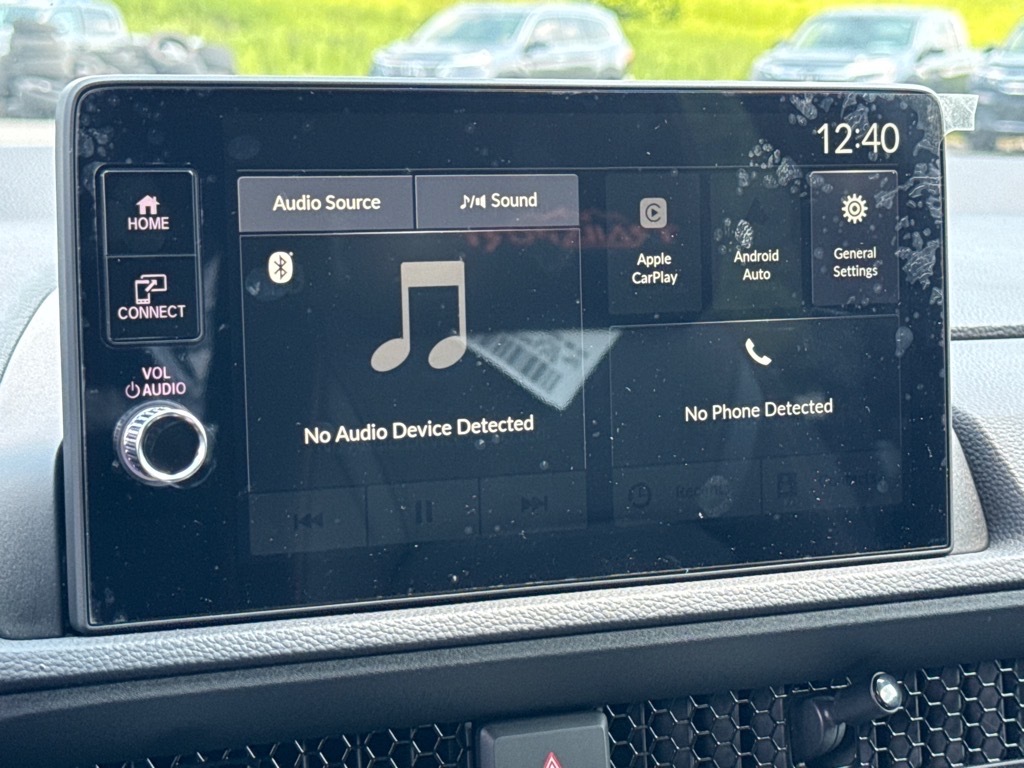 12:40
HOME
CONNECT
VOL
AUDIO
Audio Source
Sound
Apple
CarPlay
Android
Auto
General
Settings
No Audio Device Detected
No Phone Detected